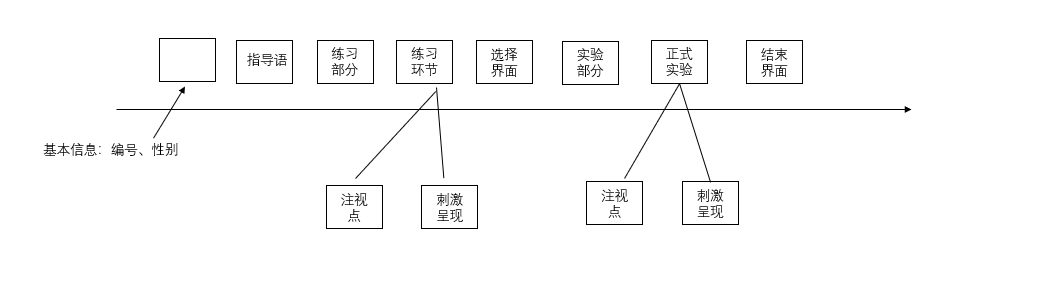 指导语
练习
部分
练习
环节
选择
界面
实验
部分
正式
实验
结束
界面
基本信息：编号、性别
注视
点
刺激
呈现
注视
点
刺激
呈现